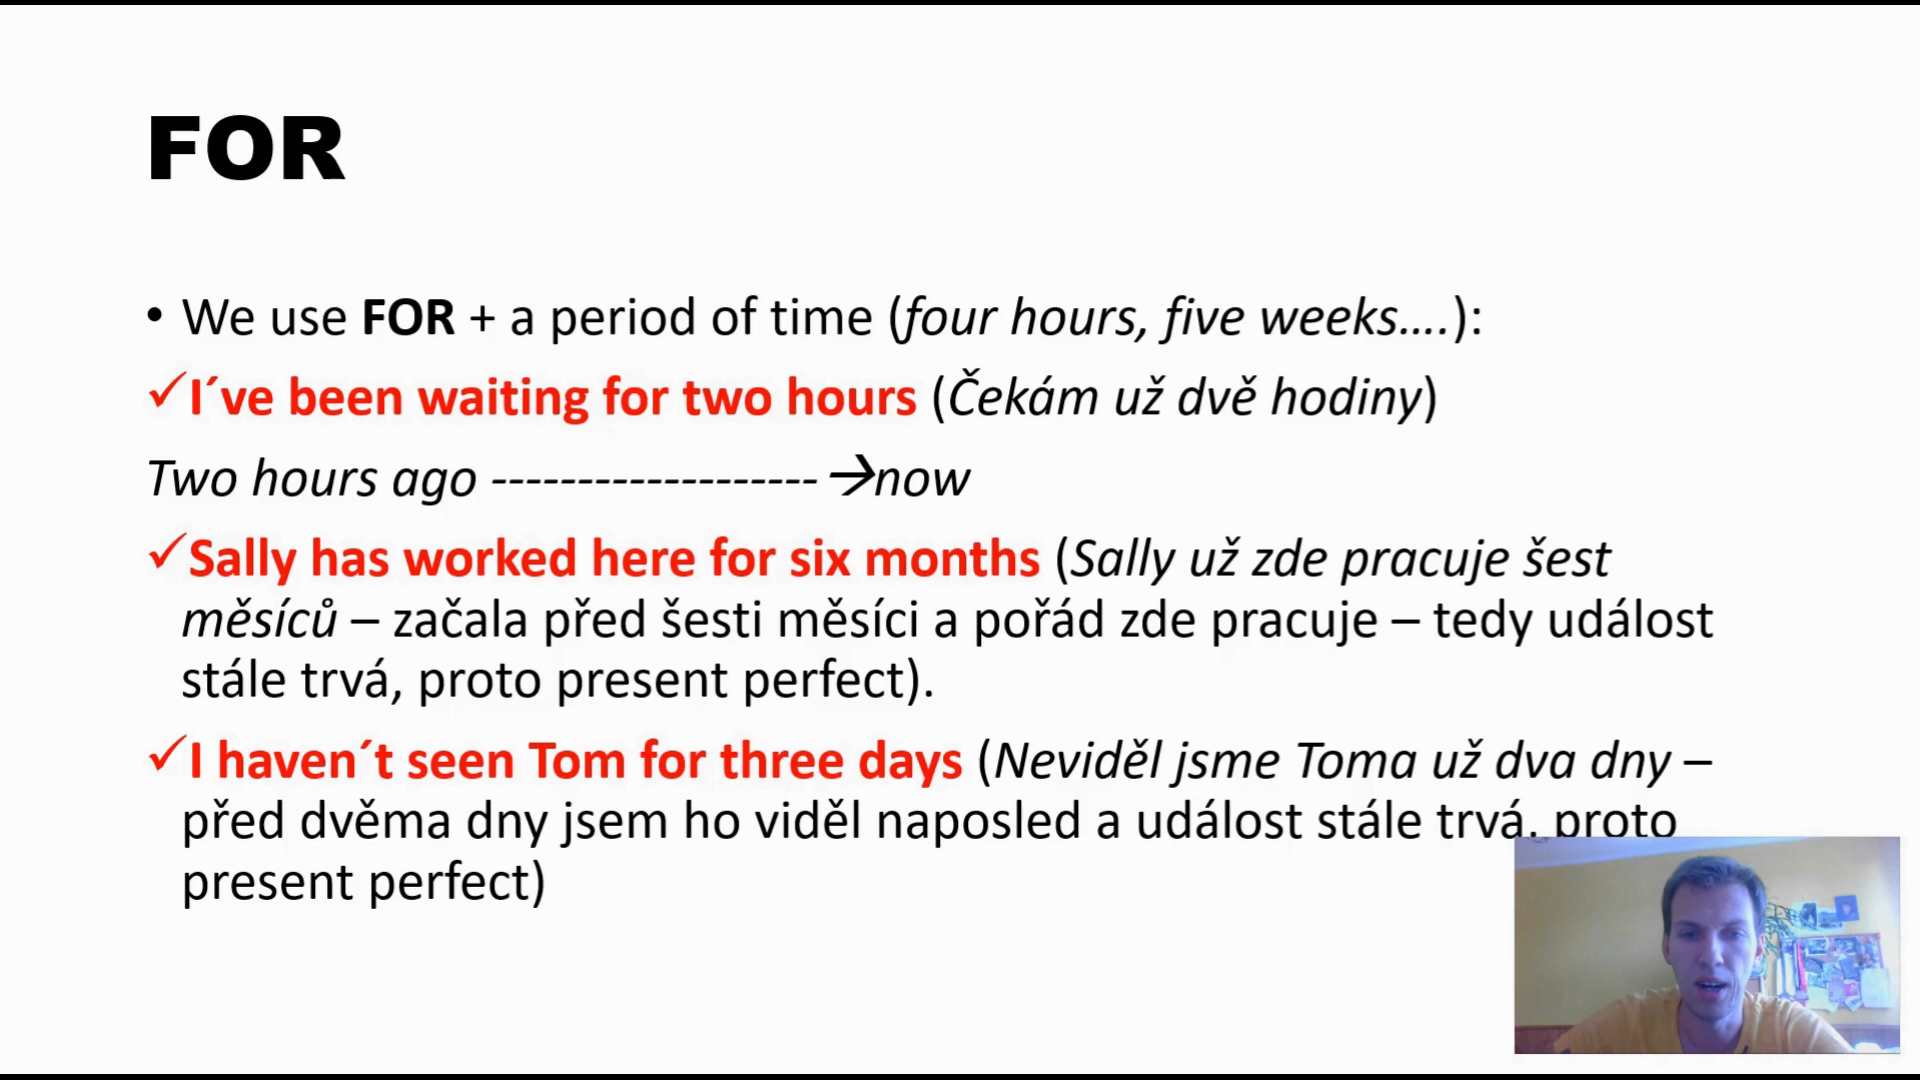 FOR
• We use FOR + a period of time (four hours, five weeks....):
✓I´ve been waiting for two hours (Čekám už dvě hodiny)
Two hours ago -------------------→now
✓Sally has worked here for six months (Sally už zde pracuje šest
měsíců – začala před šesti měsíci a pořád zde pracuje – tedy událost
stále trvá, proto present perfect).
✓I haven´t seen Tom for three days (Neviděl jsme Toma už dva dny –
před dvěma dny jsem ho viděl naposled a událost stále trvá, proto
present perfect)